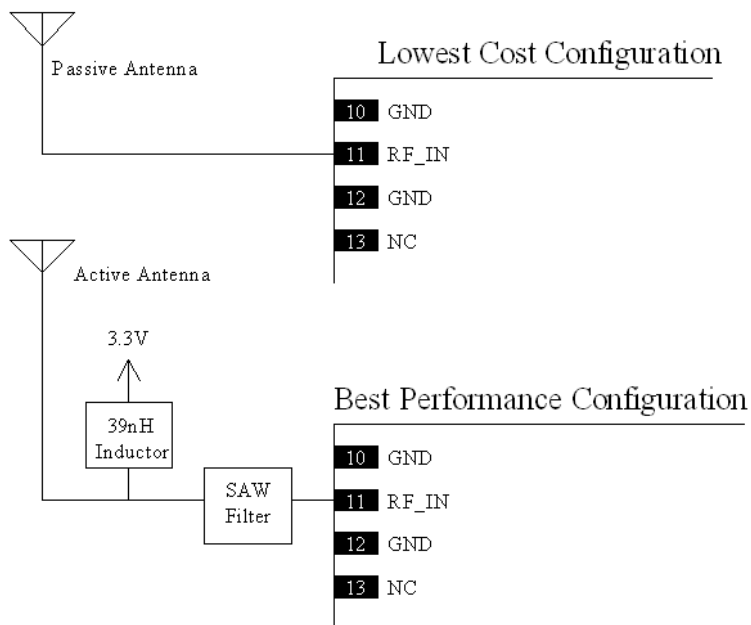 Lowest Cost Configuration
Passive Antenna
10 GND
11 RF_IN
12 GND
13 NC
Active Antenna
3.3V
Best Performance Configuration
39nH
Inductor
10 GND
SAW
Filter
11 RF_IN
12 GND
13 NC